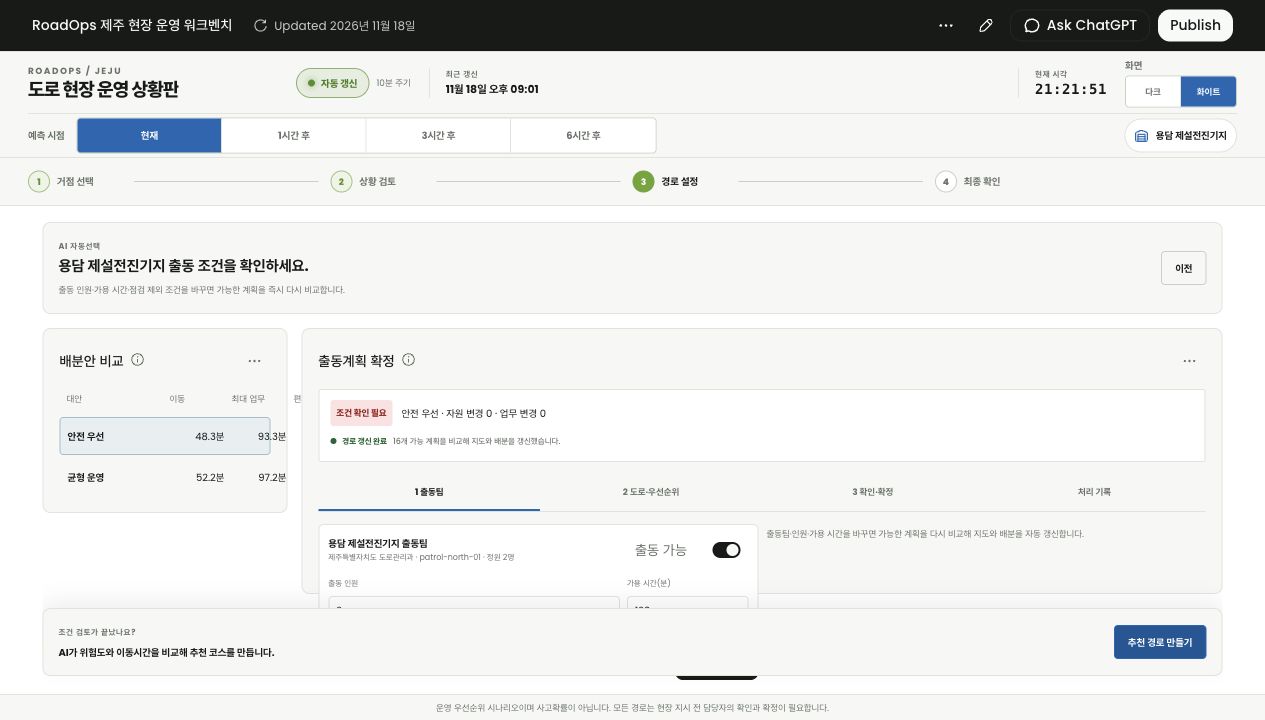 RoadOps 제주 현장 운영 워크벤치
Updated 2026년 11월 18일
Ask ChatGPT
Publish
ROADOPS / JEJU
도로 현장 운영 상황판
자동 갱신
10분 주기
최근 갱신
11월 18일 오후 09:01
현재 시각
21:21:51
화면
다크
화이트
예측 시점
현재
1시간 후
3시간 후
6시간 후
용담 제설전진기지
1 거점 선택
2 상황 검토
3 경로 설정
4 최종 확인
AI 자동선택
용담 제설전진기지 출동 조건을 확인하세요.
출동 인원·가용 시간·점검 제외 조건을 바꾸면 가능한 계획을 즉시 다시 비교합니다.
이전
배분안 비교
대안 이동 최대 업무 편
안전 우선 48.3분 93.3분
균형 운영 52.2분 97.2분
출동계획 확정
조건 확인 필요 안전 우선 · 자원 변경 0 · 업무 변경 0
경로 갱신 완료 16개 가능 계획을 비교해 지도와 배분을 갱신했습니다.
1 출동팀
2 도로·우선순위
3 확인·확정
처리 기록
용담 제설전진기지 출동팀
제주특별자치도 도로관리과 · patrol-north-01 · 정원 2명
출동 가능
출동 인원
가용 시간(분)
출동팀·인원·가용 시간을 바꾸면 가능한 계획을 다시 비교해 지도와 배분을 자동 갱신합니다.
조건 검토가 끝났나요?
AI가 위험도와 이동시간을 비교해 추천 코스를 만듭니다.
추천 경로 만들기
운영 우선순위 시나리오이며 사고확률이 아닙니다. 모든 경로는 현장 지시 전 담당자의 확인과 확정이 필요합니다.